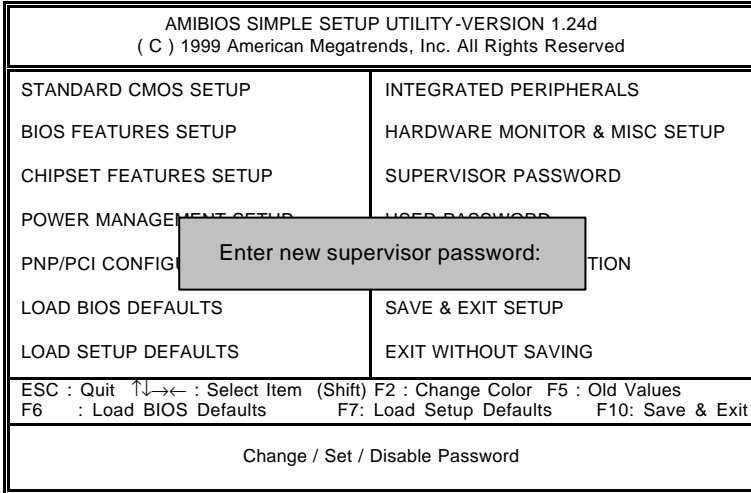 AMIBIOS SIMPLE SETUP UTILITY-VERSION 1.24d
( C ) 1999 American Megatrends, Inc. All Rights Reserved
STANDARD CMOS SETUP
BIOS FEATURES SETUP
CHIPSET FEATURES SETUP
POWER MANAGEMENT SETUP
PNP/PCI
LOAD BIOS DEFAULTS
LOAD SETUP DEFAULTS
INTEGRATED PERIPHERALS
HARDWARE MONITOR & MISC SETUP
SUPERVISOR PASSWORD
USER PASSWORD
SAVE & EXIT SETUP
EXIT WITHOUT SAVING
Enter new supervisor password:
ESC : Quit ↑↓→← : Select Item (Shift) F2 : Change Color F5 : Old Values
F6 : Load BIOS Defaults F7: Load Setup Defaults F10: Save & Exit
Change / Set / Disable Password